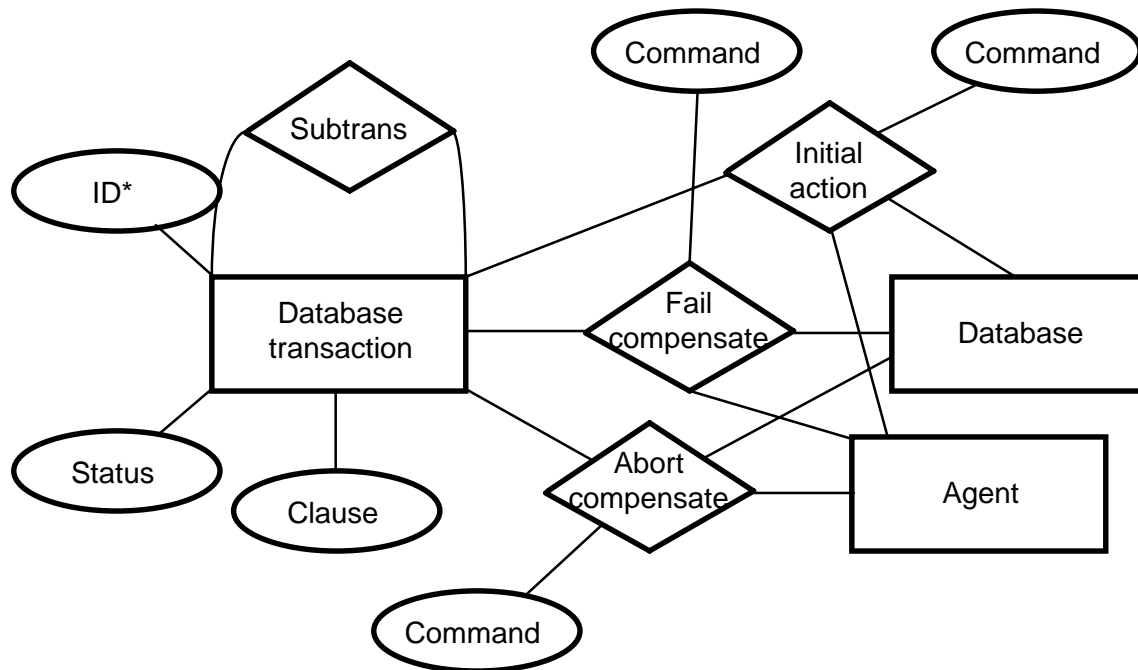 Command
Command
Subtrans
Initial
action
ID*
Database
transaction
Fail
compensate
Database
Status
Clause
Abort
compensate
Agent
Command